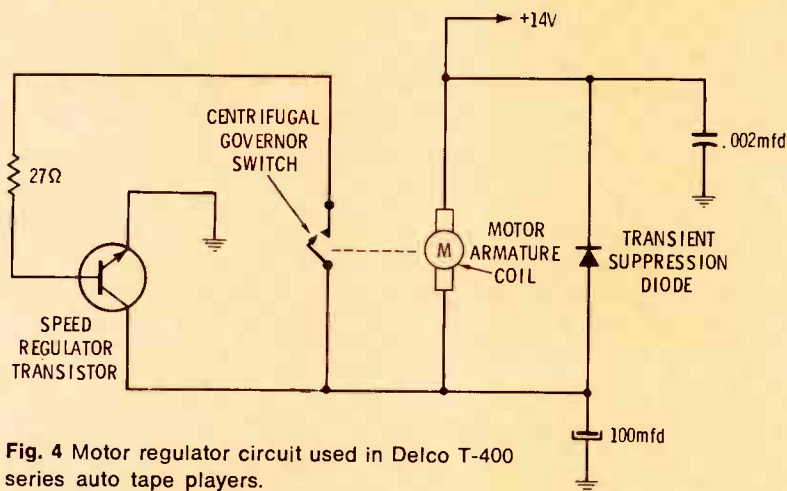 +14V
CENTRIFUGAL
GOVERNOR
SWITCH
.002mfd
27Ω
M
MOTOR
ARMATURE
COIL
TRANSIENT
SUPPRESSION
DIODE
SPEED
REGULATOR
TRANSISTOR
100mfd
Fig. 4 Motor regulator circuit used in Delco T-400
series auto tape players.